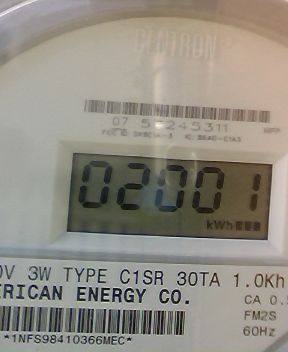 CENTRON
07 5 245311
02001
kWh
0V 3W TYPE C1SR 30TA 1.0Kh
ERICAN ENERGY CO. CA 0.5
FM2S
*1NFS98410366MEC* 60Hz